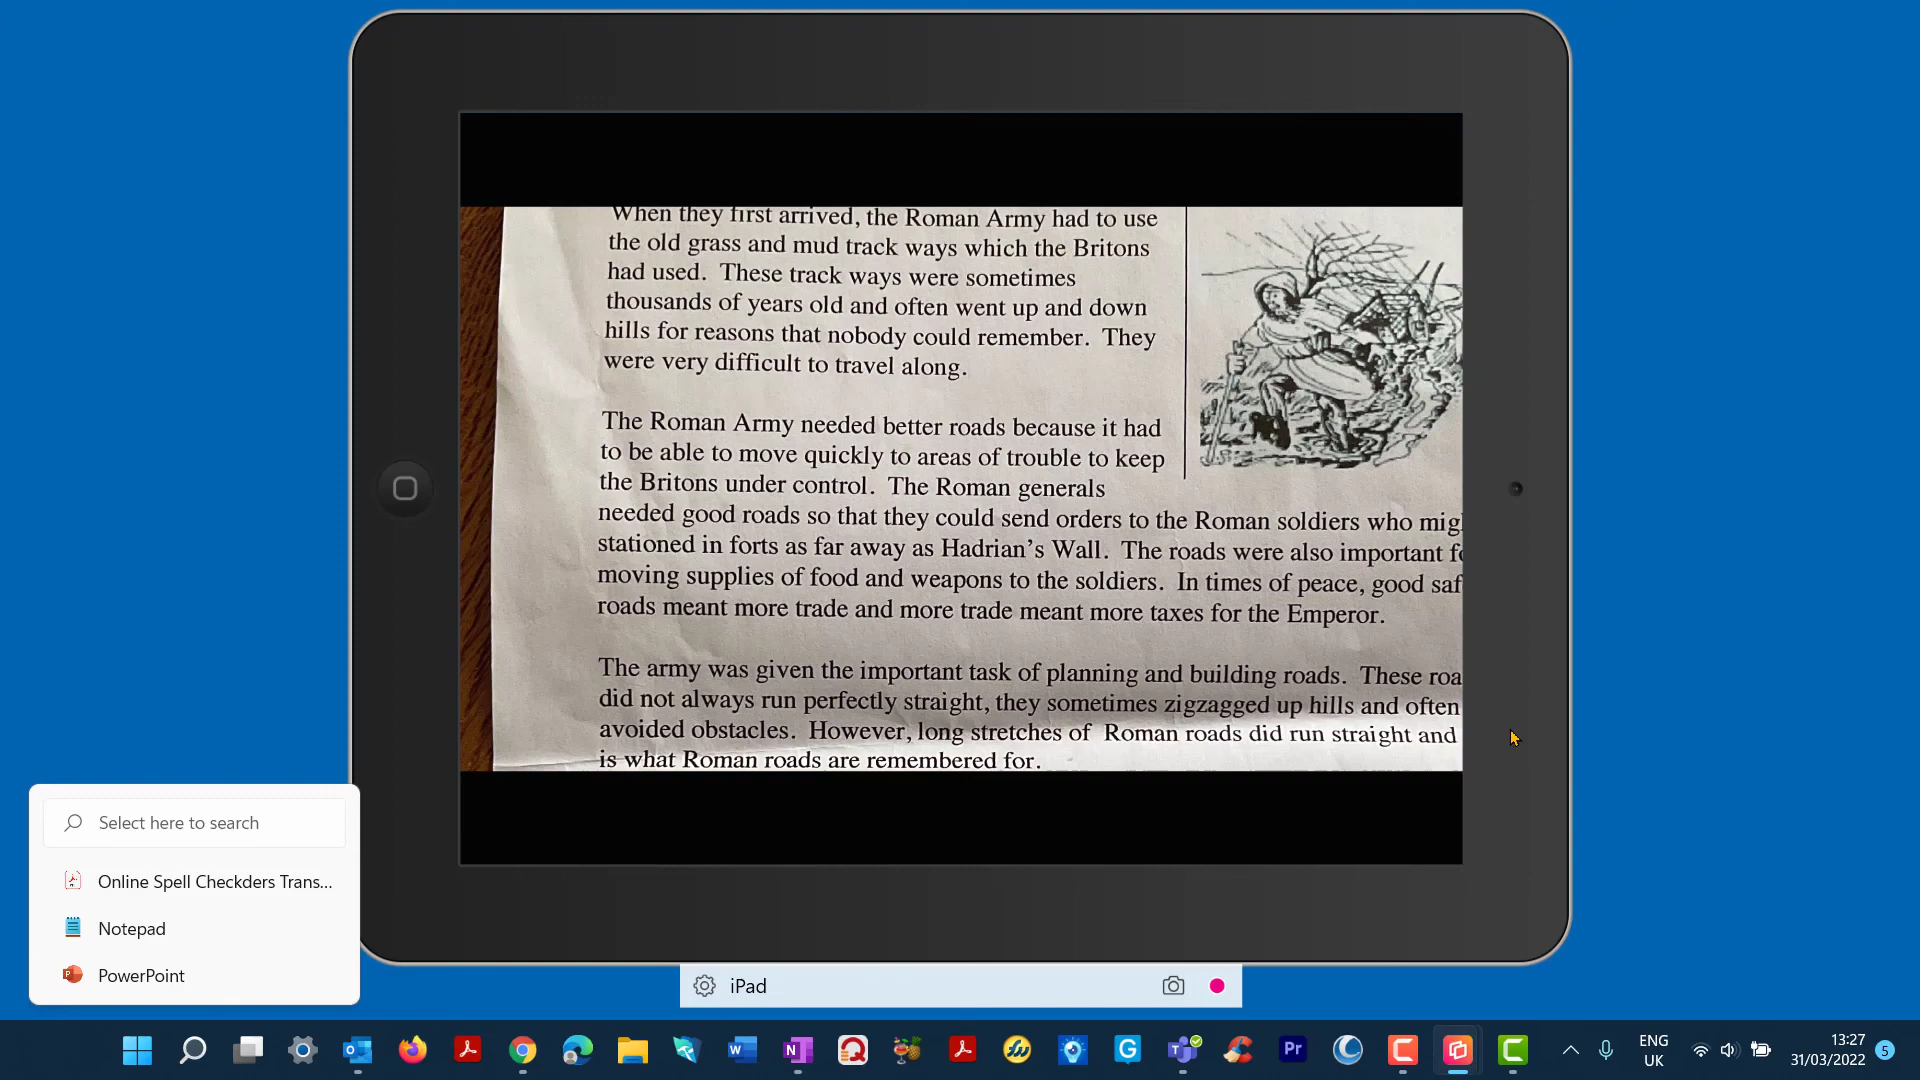 When they first arrived, the Roman Army had to use
the old grass and mud track ways which the Britons
had used. These track ways were sometimes
thousands of years old and often went up and down
hills for reasons that nobody could remember. They
were very difficult to travel along.
The Roman Army needed better roads because it had
to be able to move quickly to areas of trouble to keep
the Britons under control. The Roman generals
needed good roads so that they could send orders to the Roman soldiers who mig
stationed in forts as far away as Hadrian's Wall. The roads were also important fo
moving supplies of food and weapons to the soldiers. In times of peace, good saf
roads meant more trade and more trade meant more taxes for the Emperor.
The army was given the important task of planning and building roads. These roa
did not always run perfectly straight, they sometimes zigzagged up hills and often
avoided obstacles. However, long stretches of Roman roads did run straight and
is what Roman roads are remembered for.
Select here to search
Online Spell Checkders Trans...
Notepad
PowerPoint
iPad
W
N
G
Pr
C
C
ENG
UK
13:27
31/03/2022
5